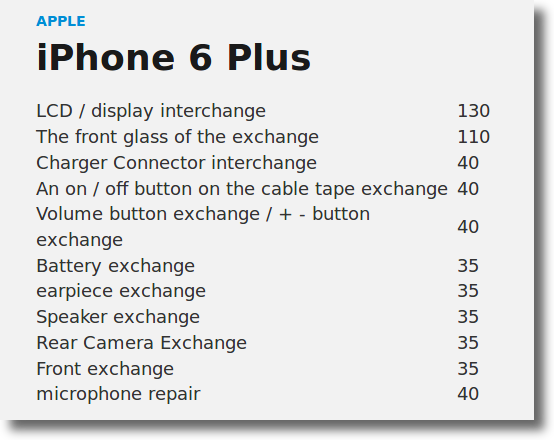 APPLE
iPhone 6 Plus
LCD / display interchange 130
The front glass of the exchange 110
Charger Connector interchange 40
An on / off button on the cable tape exchange 40
Volume button exchange / + - button
exchange 40
Battery exchange 35
earpiece exchange 35
Speaker exchange 35
Rear Camera Exchange 35
Front exchange 35
microphone repair 40